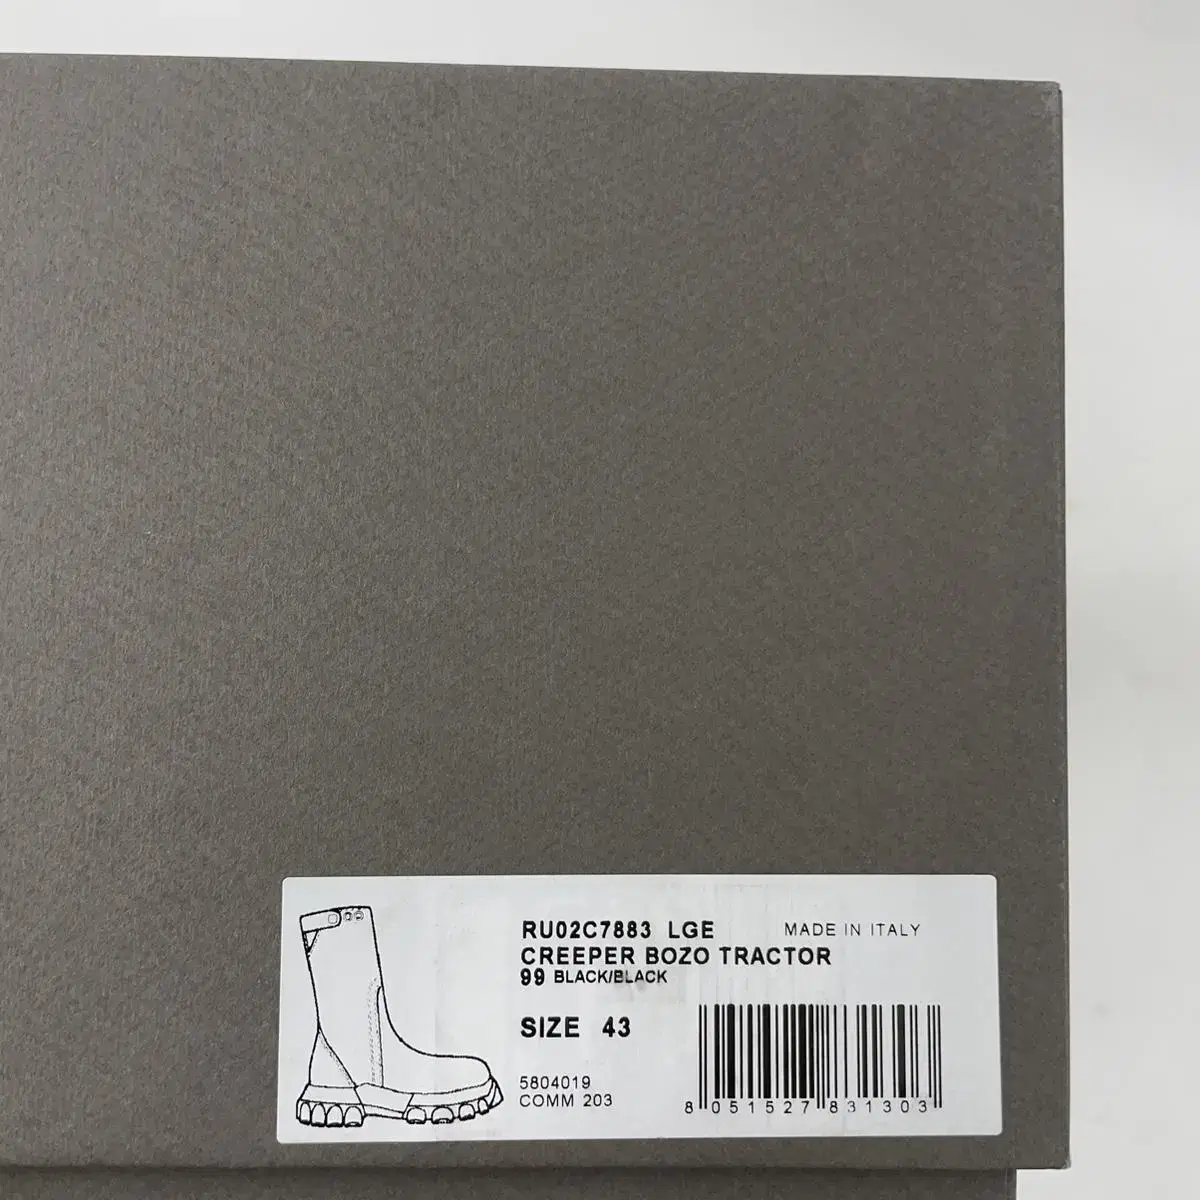 RU02C7883 LGE MADE IN ITALY
CREEPER BOZO TRACTOR
99 BLACK/BLACK
SIZE 43
5804019
COMM 203
8 051527 831303